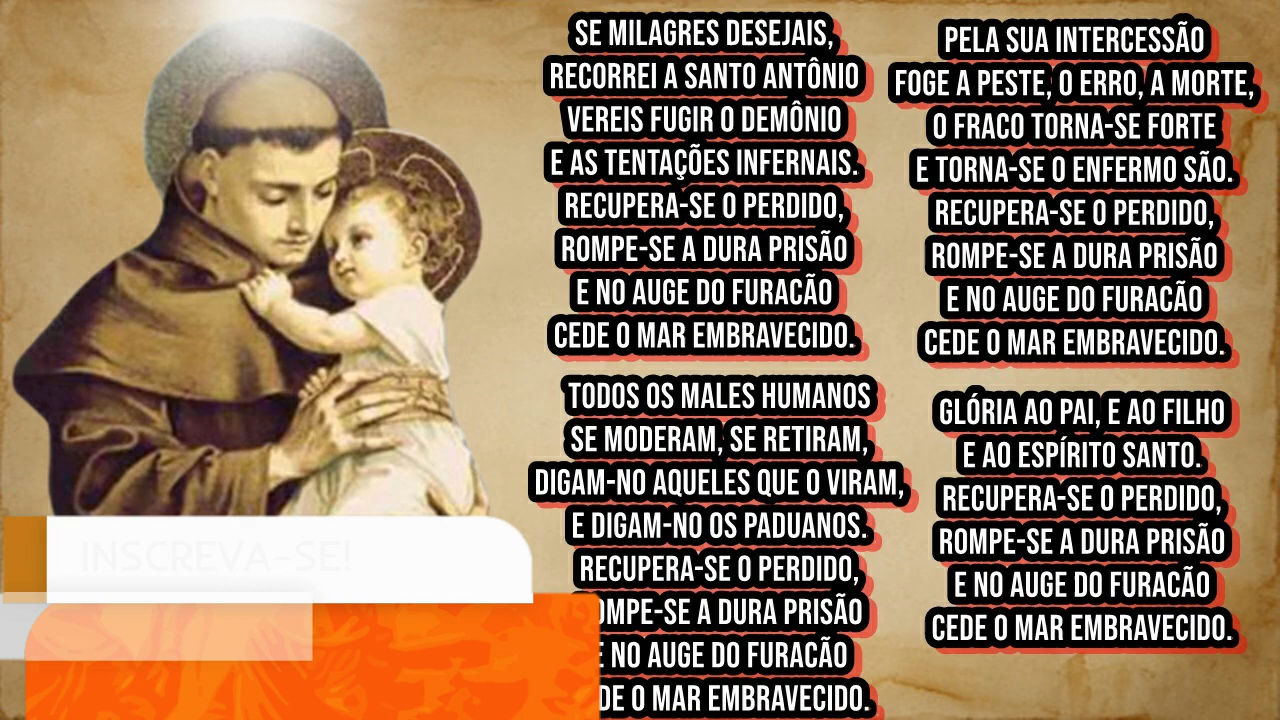 SE MILAGRES DESEJAIS,
RECORREI A SANTO ANTÔNIO
VEREIS FUGIR O DEMÔNIO
E AS TENTAÇÕES INFERNAIS.
RECUPERA-SE O PERDIDO,
ROMPE-SE A DURA PRISÃO
E NO AUGE DO FURACÃO
CEDE O MAR EMBRAVECIDO.
TODOS OS MALES HUMANOS
SE MODERAM, SE RETIRAM,
DIGAM-NO AQUELES QUE O VIRAM,
E DIGAM-NO OS PADUANOS.
RECUPERA-SE O PERDIDO,
OMPE-SE A DURA PRISÃO
E NO AUGE DO FURACÃO
DE O MAR EMBRAVECIDO.
PELA SUA INTERCESSÃO
FOGE A PESTE, O ERRO, A MORTE,
O FRACO TORNA-SE FORTE
E TORNA-SE O ENFERMO SÃO.
RECUPERA-SE O PERDIDO,
ROMPE-SE A DURA PRISÃO
E NO AUGE DO FURACÃO
CEDE O MAR EMBRAVECIDO.
GLÓRIA AO PAI, E AO FILHO
E AO ESPÍRITO SANTO.
RECUPERA-SE O PERDIDO,
ROMPE-SE A DURA PRISÃO
E NO AUGE DO FURACÃO
CEDE O MAR EMBRAVECIDO.
INSCREVA-SE!